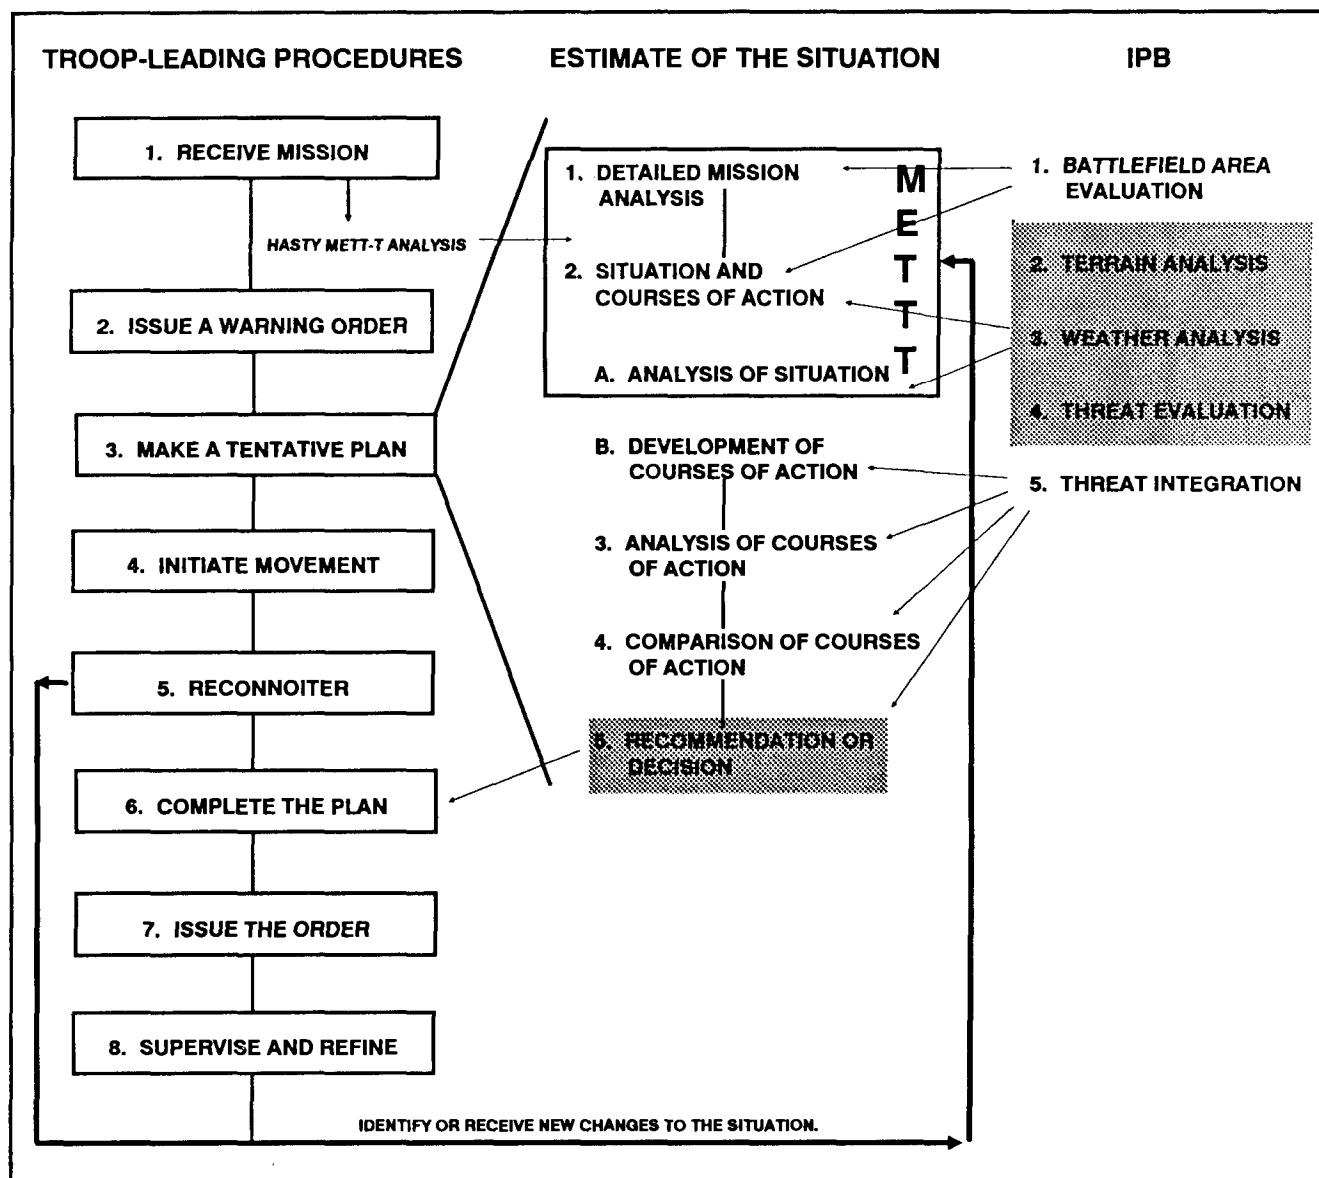 TROOP-LEADING PROCEDURES
1. RECEIVE MISSION
HASTY METT-T ANALYSIS
2. ISSUE A WARNING ORDER
3. MAKE A TENTATIVE PLAN
4. INITIATE MOVEMENT
5. RECONNOITER
6. COMPLETE THE PLAN
7. ISSUE THE ORDER
8. SUPERVISE AND REFINE
ESTIMATE OF THE SITUATION
1. DETAILED MISSION
ANALYSIS
2. SITUATION AND
COURSES OF ACTION
A. ANALYSIS OF SITUATION
M
E
T
T
T
B. DEVELOPMENT OF
COURSES OF ACTION
3. ANALYSIS OF COURSES
OF ACTION
4. COMPARISON OF COURSES
OF ACTION
5. RECOMMENDATION OR
DECISION
IPB
1. BATTLEFIELD AREA
EVALUATION
2. TERRAIN ANALYSIS
3. WEATHER ANALYSIS
4. THREAT EVALUATION
5. THREAT INTEGRATION
IDENTIFY OR RECEIVE NEW CHANGES TO THE SITUATION.